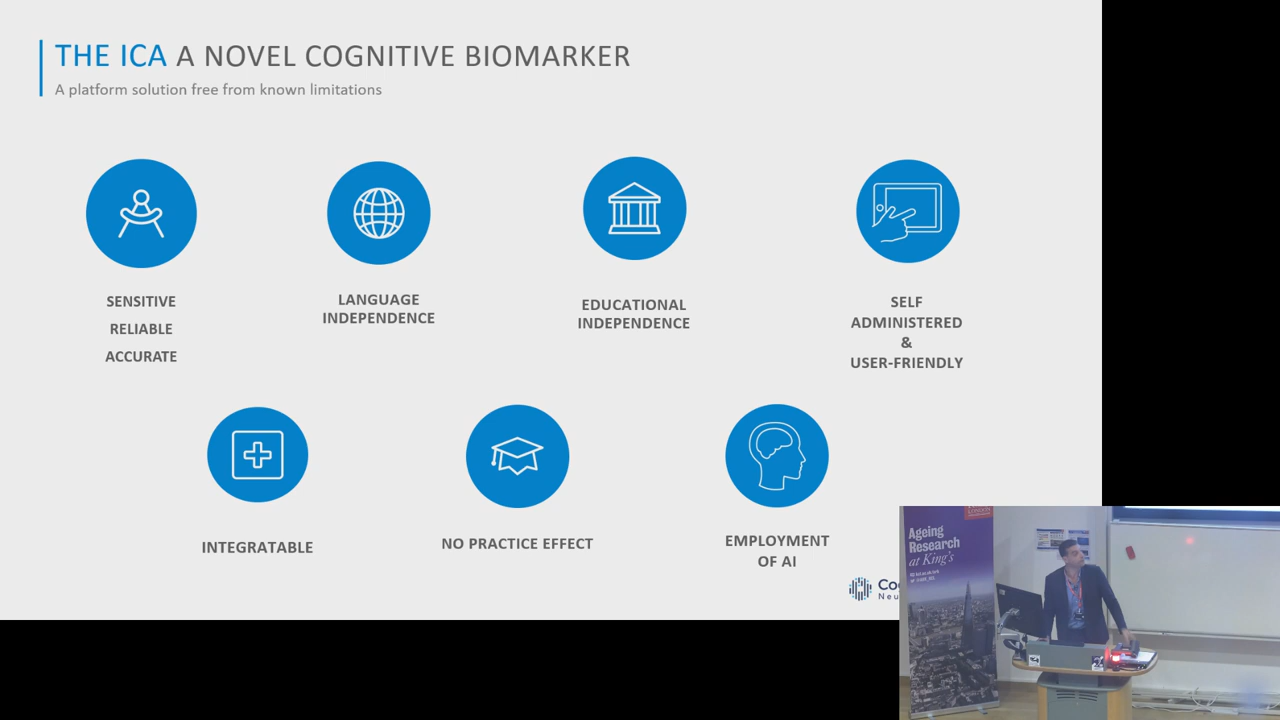 THE ICA A NOVEL COGNITIVE BIOMARKER
A platform solution free from known limitations
SENSITIVE
RELIABLE
ACCURATE
LANGUAGE
INDEPENDENCE
EDUCATIONAL
INDEPENDENCE
SELF
ADMINISTERED
&
USER-FRIENDLY
INTEGRATABLE
NO PRACTICE EFFECT
EMPLOYMENT
OF AI
Ageing
Research
at King's